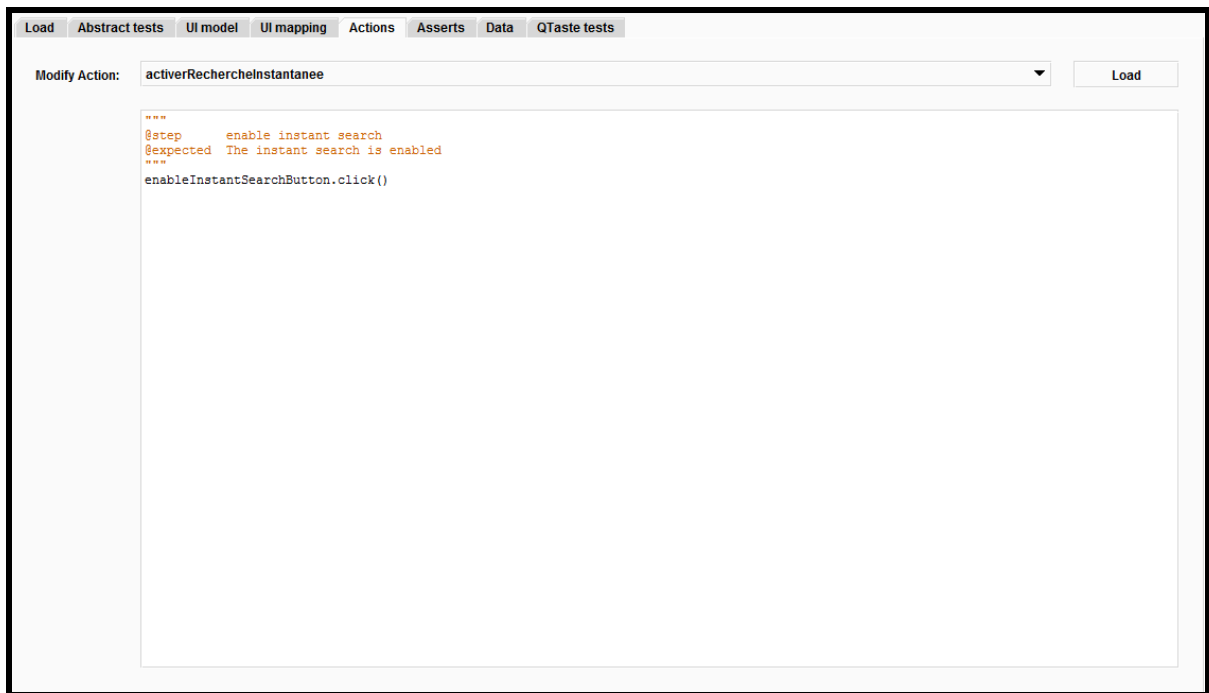 Load Abstract tests UI model UI mapping Actions Asserts Data QTaste tests
Modify Action: activerRechercheInstantanee Load
"""
@step enable instant search
@expected The instant search is enabled
"""
enableInstantSearchButton.click()